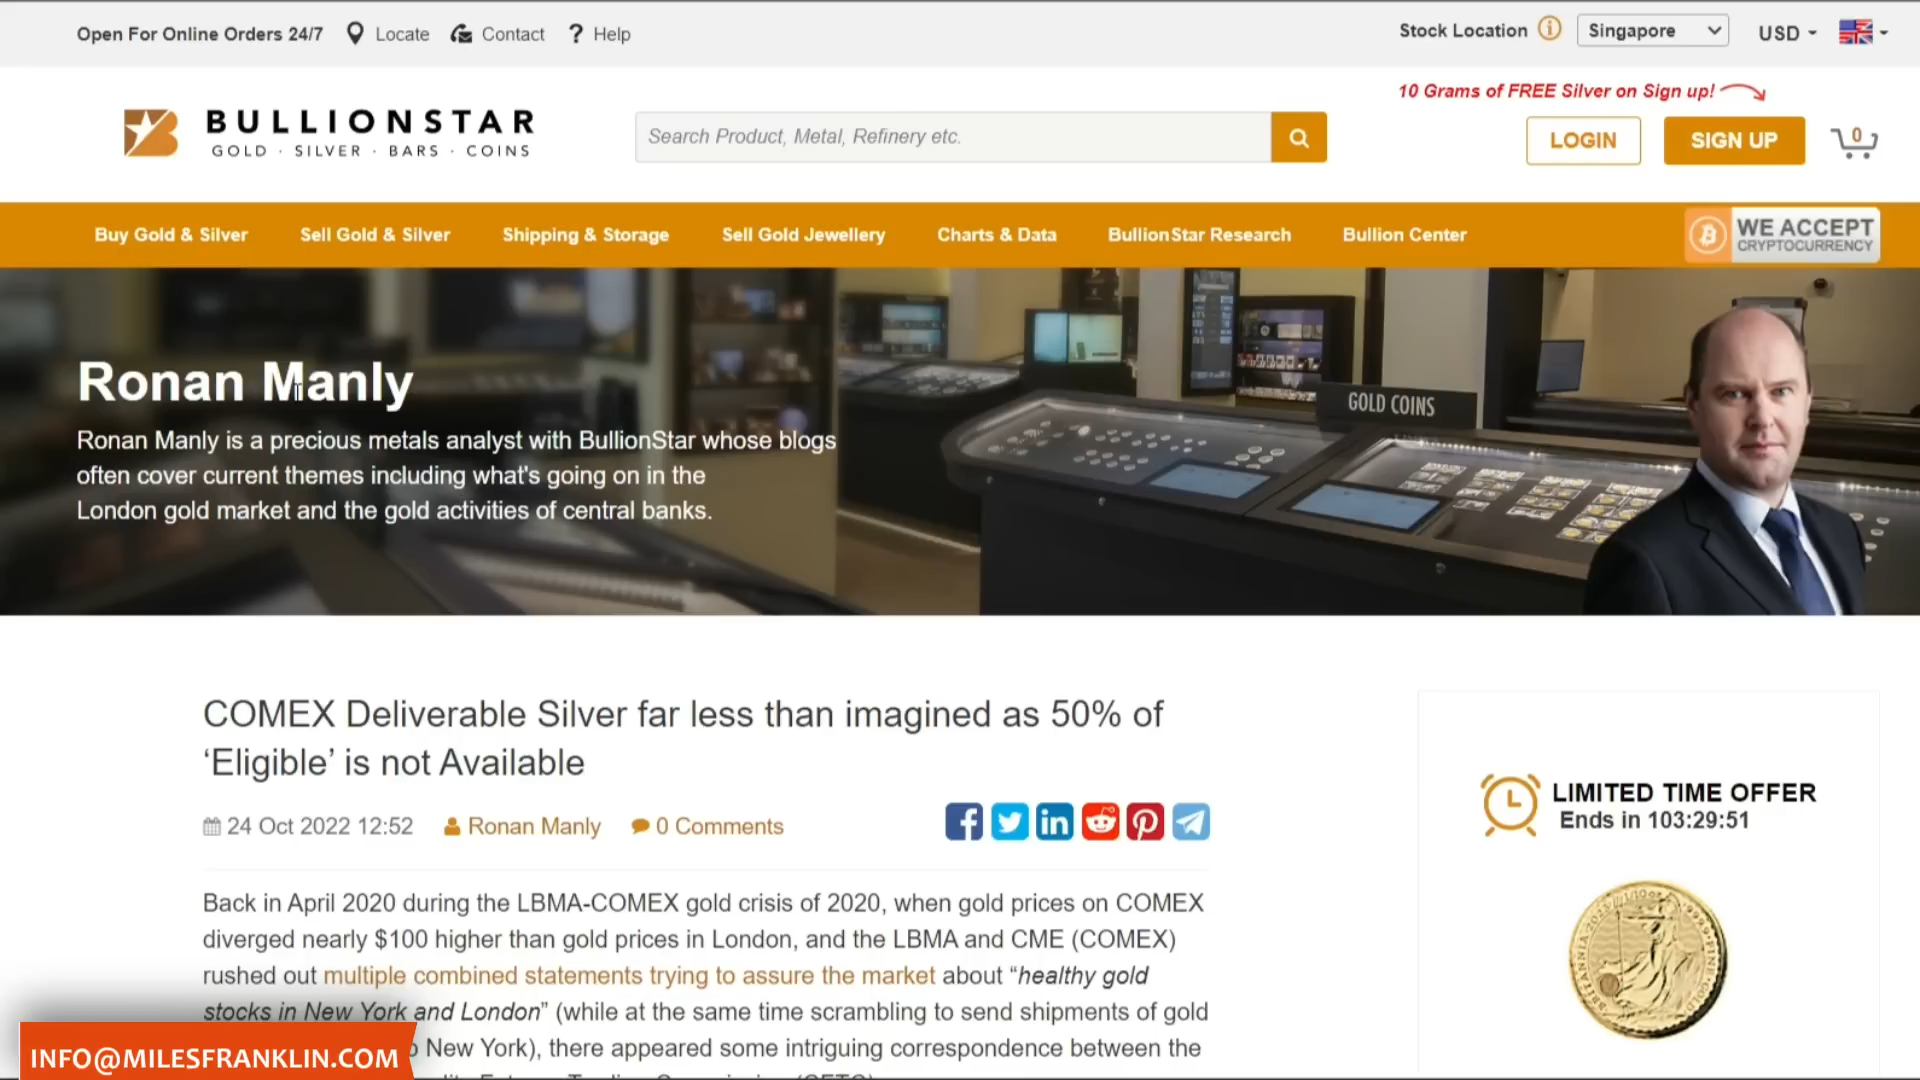 Open For Online Orders 24/7 Locate Contact ? Help
Stock Location Singapore USD
10 Grams of FREE Silver on Sign up!
BULLIONSTAR
GOLD · SILVER · BARS · COINS
Search Product, Metal, Refinery etc.
LOGIN
SIGN UP
0
Buy Gold & Silver Sell Gold & Silver Shipping & Storage Sell Gold Jewellery Charts & Data BullionStar Research Bullion Center
WE ACCEPT
CRYPTOCURRENCY
Ronan Manly
Ronan Manly is a precious metals analyst with BullionStar whose blogs
often cover current themes including what's going on in the
London gold market and the gold activities of central banks.
GOLD COINS
COMEX Deliverable Silver far less than imagined as 50% of
‘Eligible’ is not Available
24 Oct 2022 12:52 Ronan Manly 0 Comments
LIMITED TIME OFFER
Ends in 103:29:51
Back in April 2020 during the LBMA-COMEX gold crisis of 2020, when gold prices on COMEX
diverged nearly $100 higher than gold prices in London, and the LBMA and CME (COMEX)
rushed out multiple combined statements trying to assure the market about “healthy gold
stocks in New York and London” (while at the same time scrambling to send shipments of gold
New York), there appeared some intriguing correspondence between the
INFO@MILESFRANKLIN.COM